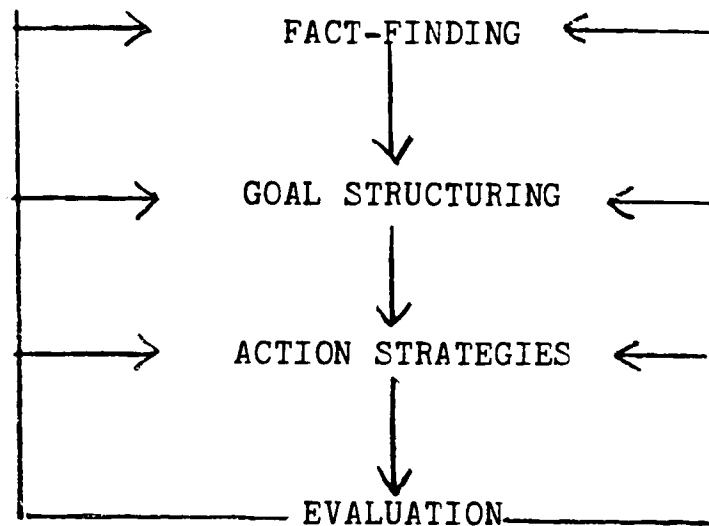 FACT-FINDING
GOAL STRUCTURING
ACTION STRATEGIES
EVALUATION